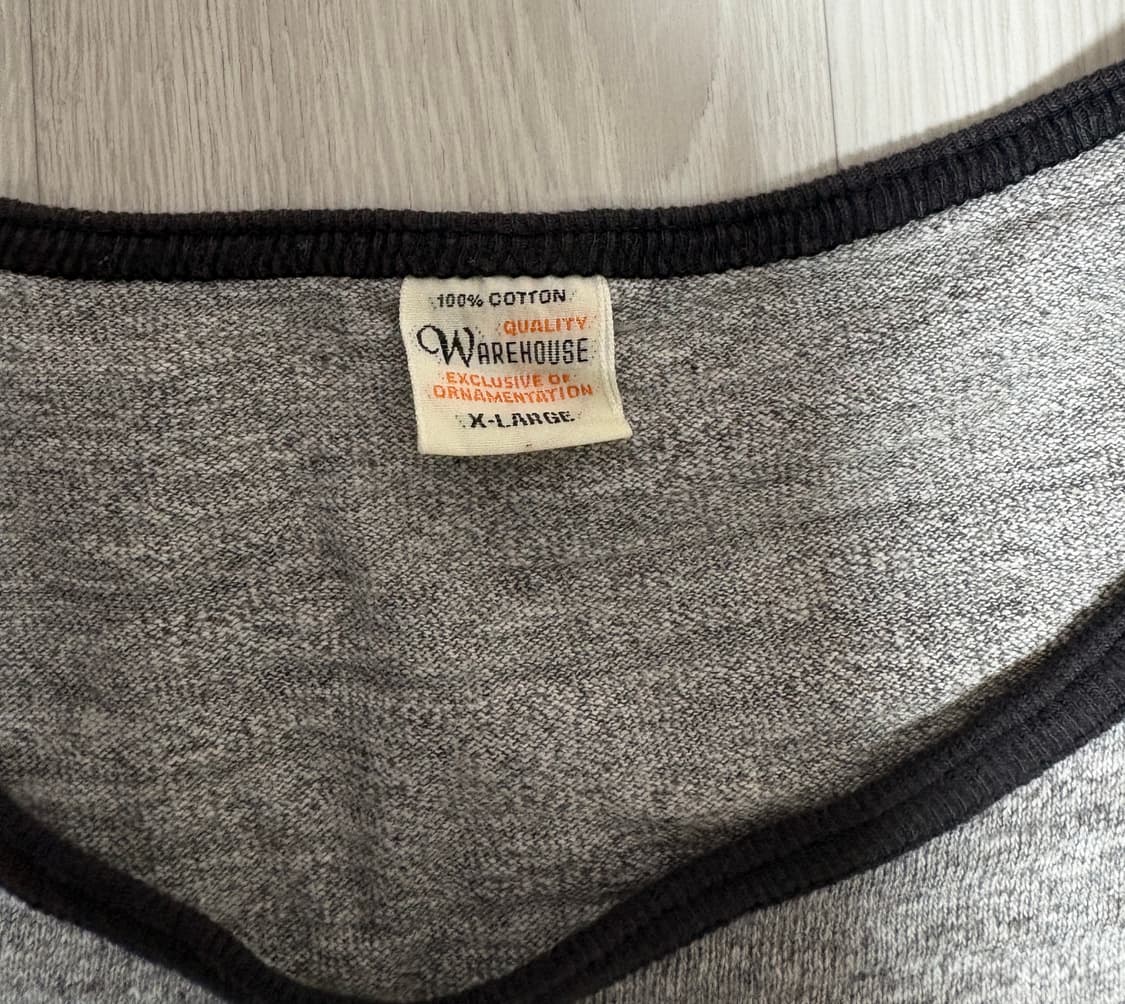 100% COTTON
QUALITY
WAREHOUSE
EXCLUSIVE OF
ORNAMENTATION
X-LARGE